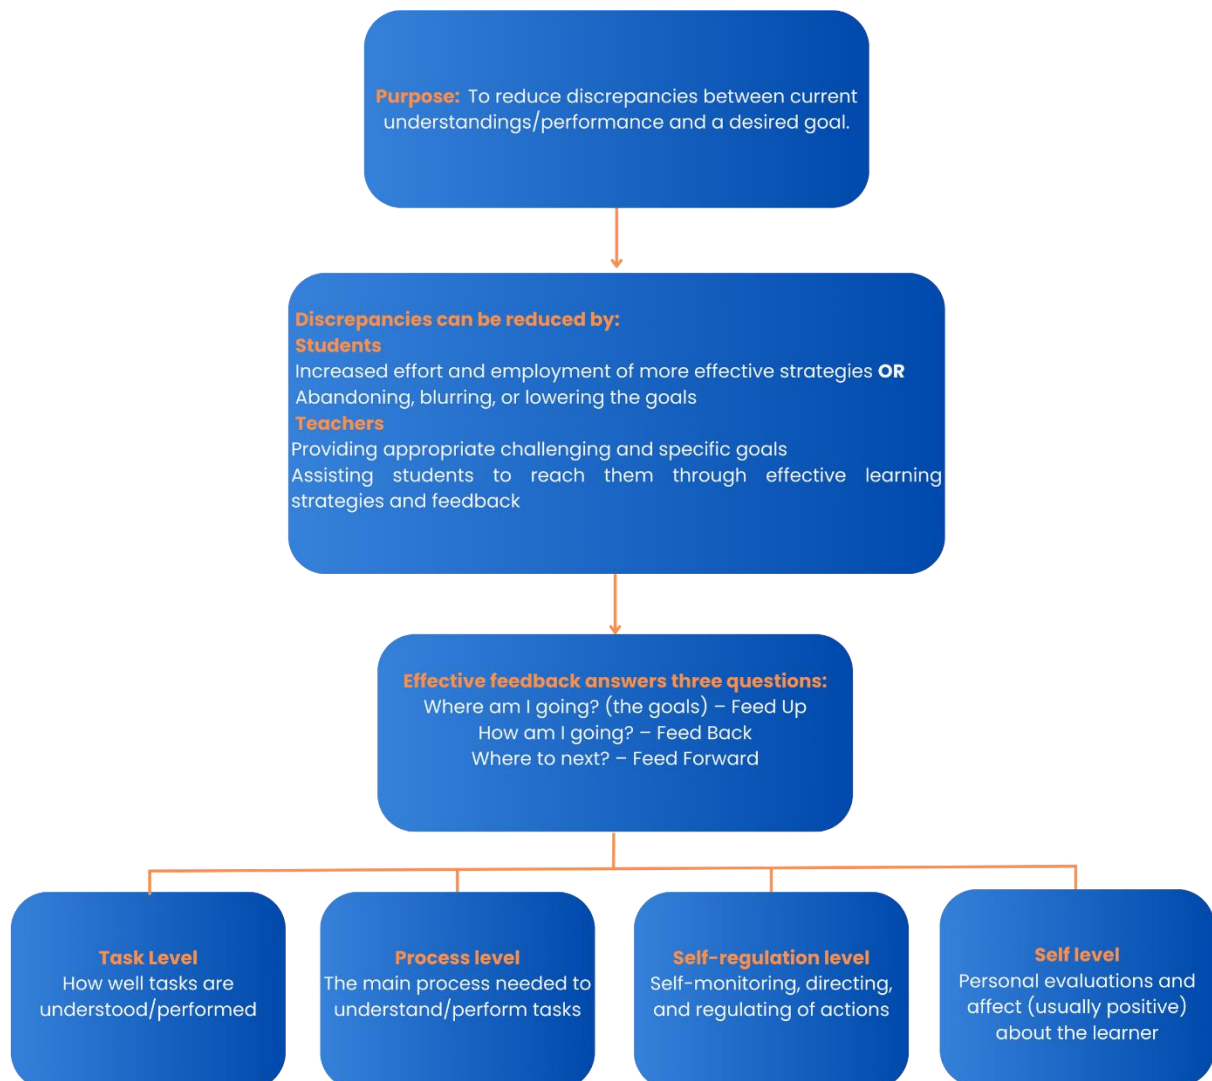 Purpose: To reduce discrepancies between current
understandings/performance and a desired goal.
Discrepancies can be reduced by:
Students
Increased effort and employment of more effective strategies OR
Abandoning, blurring, or lowering the goals
Teachers
Providing appropriate challenging and specific goals
Assisting students to reach them through effective learning
strategies and feedback
Effective feedback answers three questions:
Where am I going? (the goals) – Feed Up
How am I going? – Feed Back
Where to next? – Feed Forward
Task Level
How well tasks are
understood/performed
Process level
The main process needed to
understand/perform tasks
Self-regulation level
Self-monitoring, directing,
and regulating of actions
Self level
Personal evaluations and
affect (usually positive)
about the learner